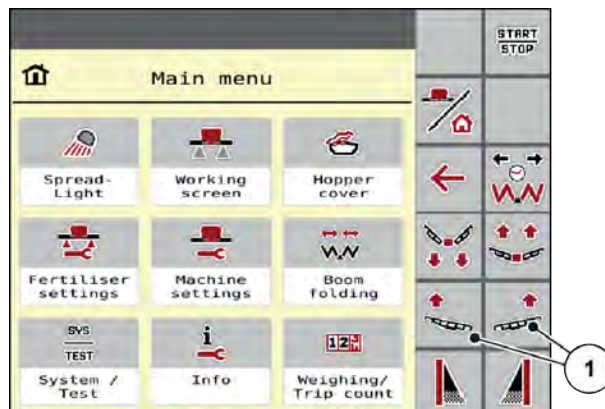 START
STOP
Main menu
Spread-
Light
Working
screen
Hopper
cover
Fertiliser
settings
Machine
settings
Boom
folding
SYS
TEST
System /
Test
i
Info
123
Weighing/
Trip count
1